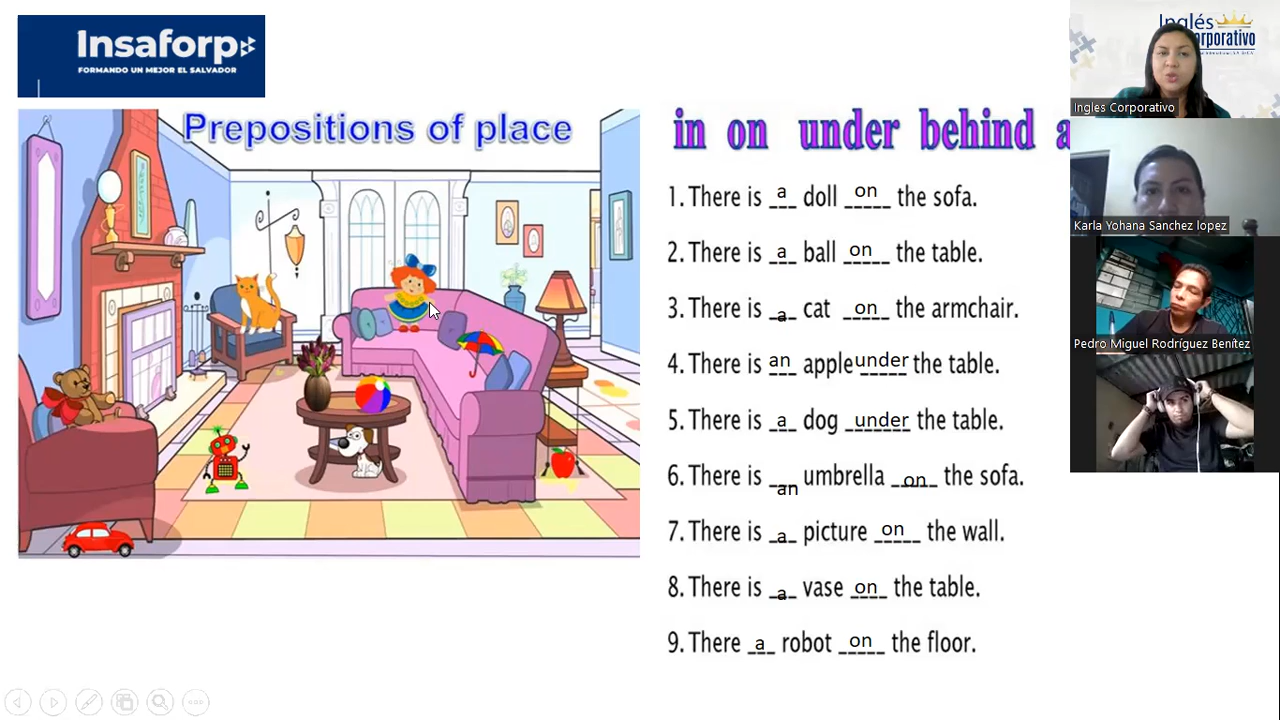 Insaforp
FORMANDO UN MEJOR EL SALVADOR
Prepositions of place
in on under behind a
1. There is a doll on the sofa.
2. There is a ball on the table.
3. There is a cat on the armchair.
4. There is an apple under the table.
5. There is a dog under the table.
6. There is an umbrella on the sofa.
7. There is a picture on the wall.
8. There is a vase on the table.
9. There a robot on the floor.
Inglés
Corporativo
Ingles Corporativo
Karla Yohana Sanchez lopez
Pedro Miguel Rodríguez Benítez